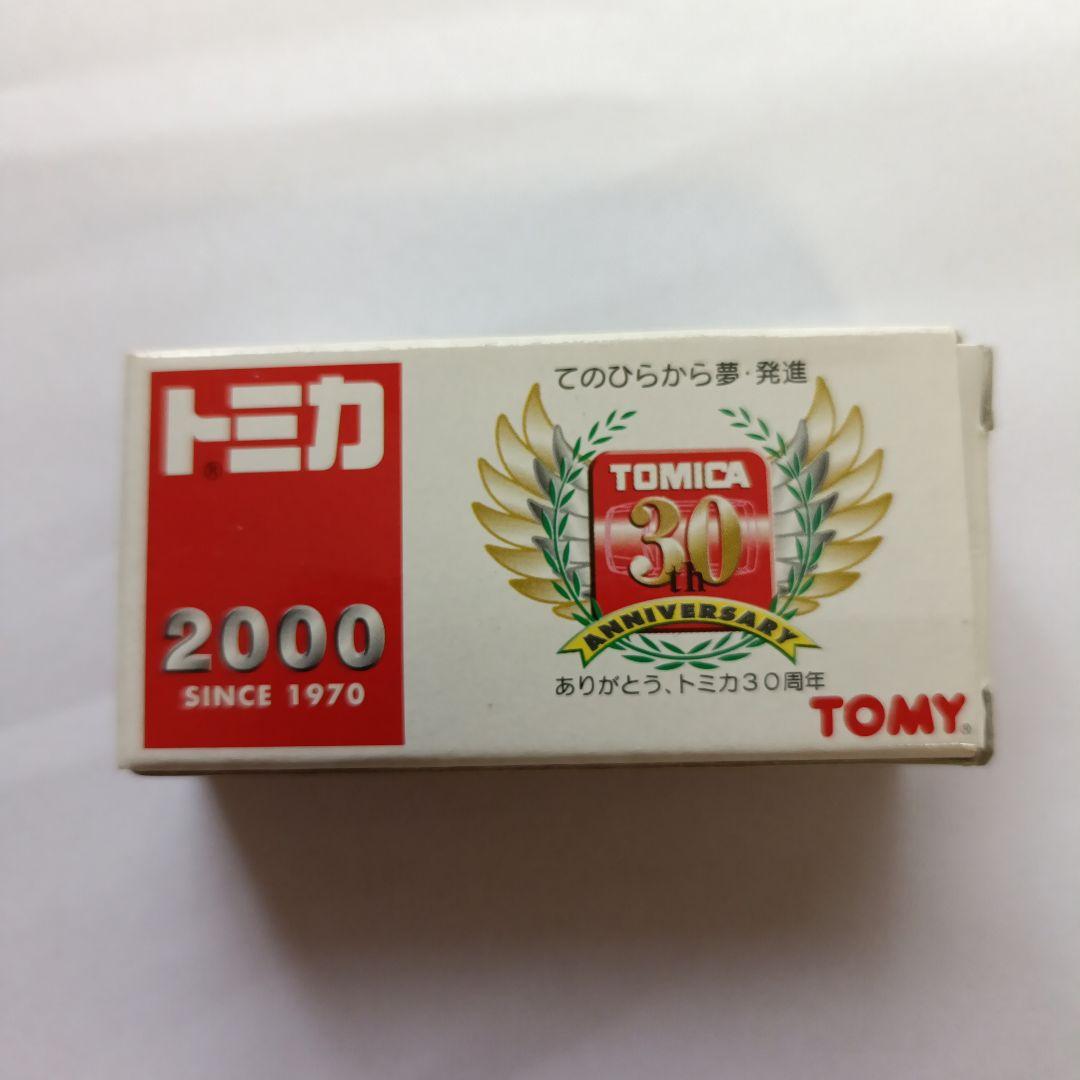 トミカ®
2000
SINCE 1970
てのひらから夢・発進
TOMICA
30
th
ANNIVERSARY
ありがとう、トミカ30周年
TOMY®